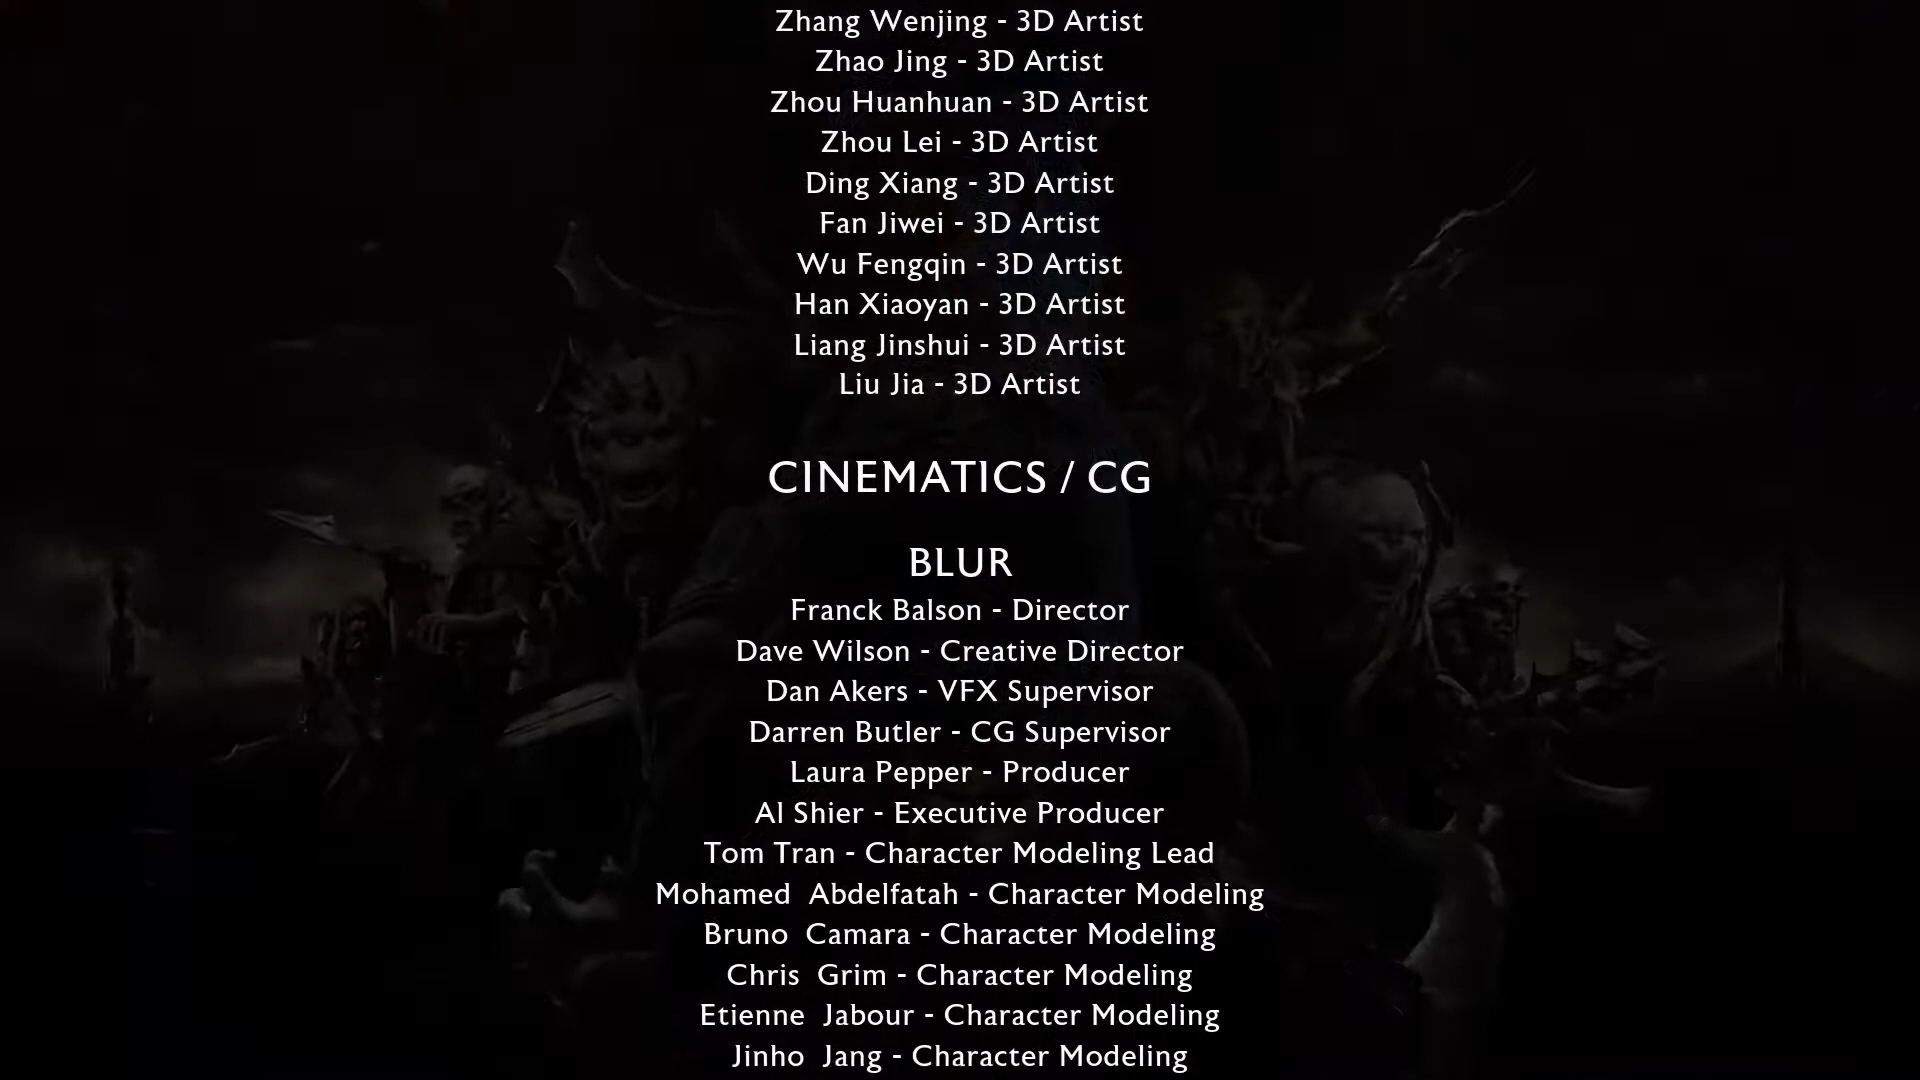 Zhang Wenjing - 3D Artist
Zhao Jing - 3D Artist
Zhou Huanhuan - 3D Artist
Zhou Lei - 3D Artist
Ding Xiang - 3D Artist
Fan Jiwei - 3D Artist
Wu Fengqin - 3D Artist
Han Xiaoyan - 3D Artist
Liang Jinshui - 3D Artist
Liu Jia - 3D Artist
CINEMATICS / CG
BLUR
Franck Balson - Director
Dave Wilson - Creative Director
Dan Akers - VFX Supervisor
Darren Butler - CG Supervisor
Laura Pepper - Producer
Al Shier - Executive Producer
Tom Tran - Character Modeling Lead
Mohamed  Abdelfatah - Character Modeling
Bruno  Camara - Character Modeling
Chris  Grim - Character Modeling
Etienne  Jabour - Character Modeling
Jinho  Jang - Character Modeling